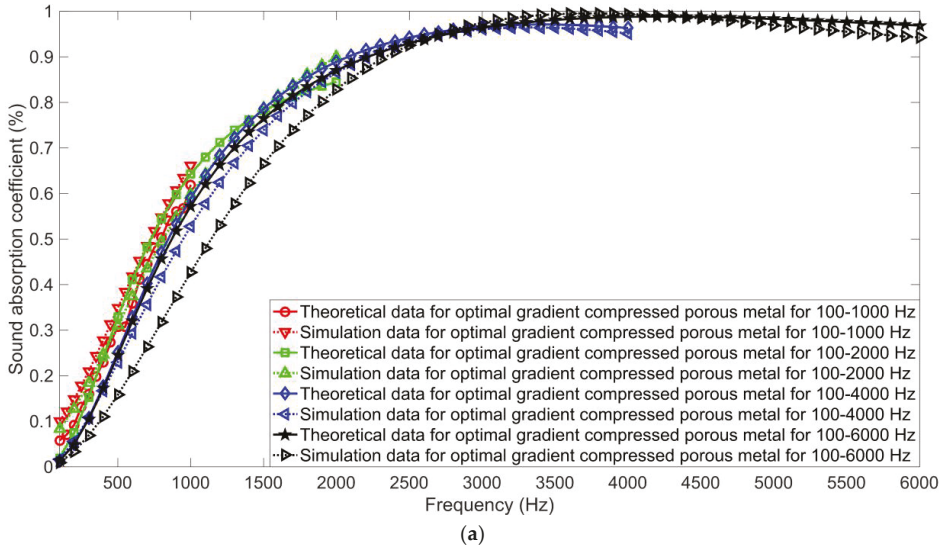 Sound absorption coefficient (%)
1
0.9
0.8
0.7
0.6
0.5
0.4
0.3
0.2
0.1
0
Theoretical data for optimal gradient compressed porous metal for 100-1000 Hz
Simulation data for optimal gradient compressed porous metal for 100-1000 Hz
Theoretical data for optimal gradient compressed porous metal for 100-2000 Hz
Simulation data for optimal gradient compressed porous metal for 100-2000 Hz
Theoretical data for optimal gradient compressed porous metal for 100-4000 Hz
Simulation data for optimal gradient compressed porous metal for 100-4000 Hz
Theoretical data for optimal gradient compressed porous metal for 100-6000 Hz
Simulation data for optimal gradient compressed porous metal for 100-6000 Hz
500 1000 1500 2000 2500 3000 3500 4000 4500 5000 5500 6000
Frequency (Hz)
(a)